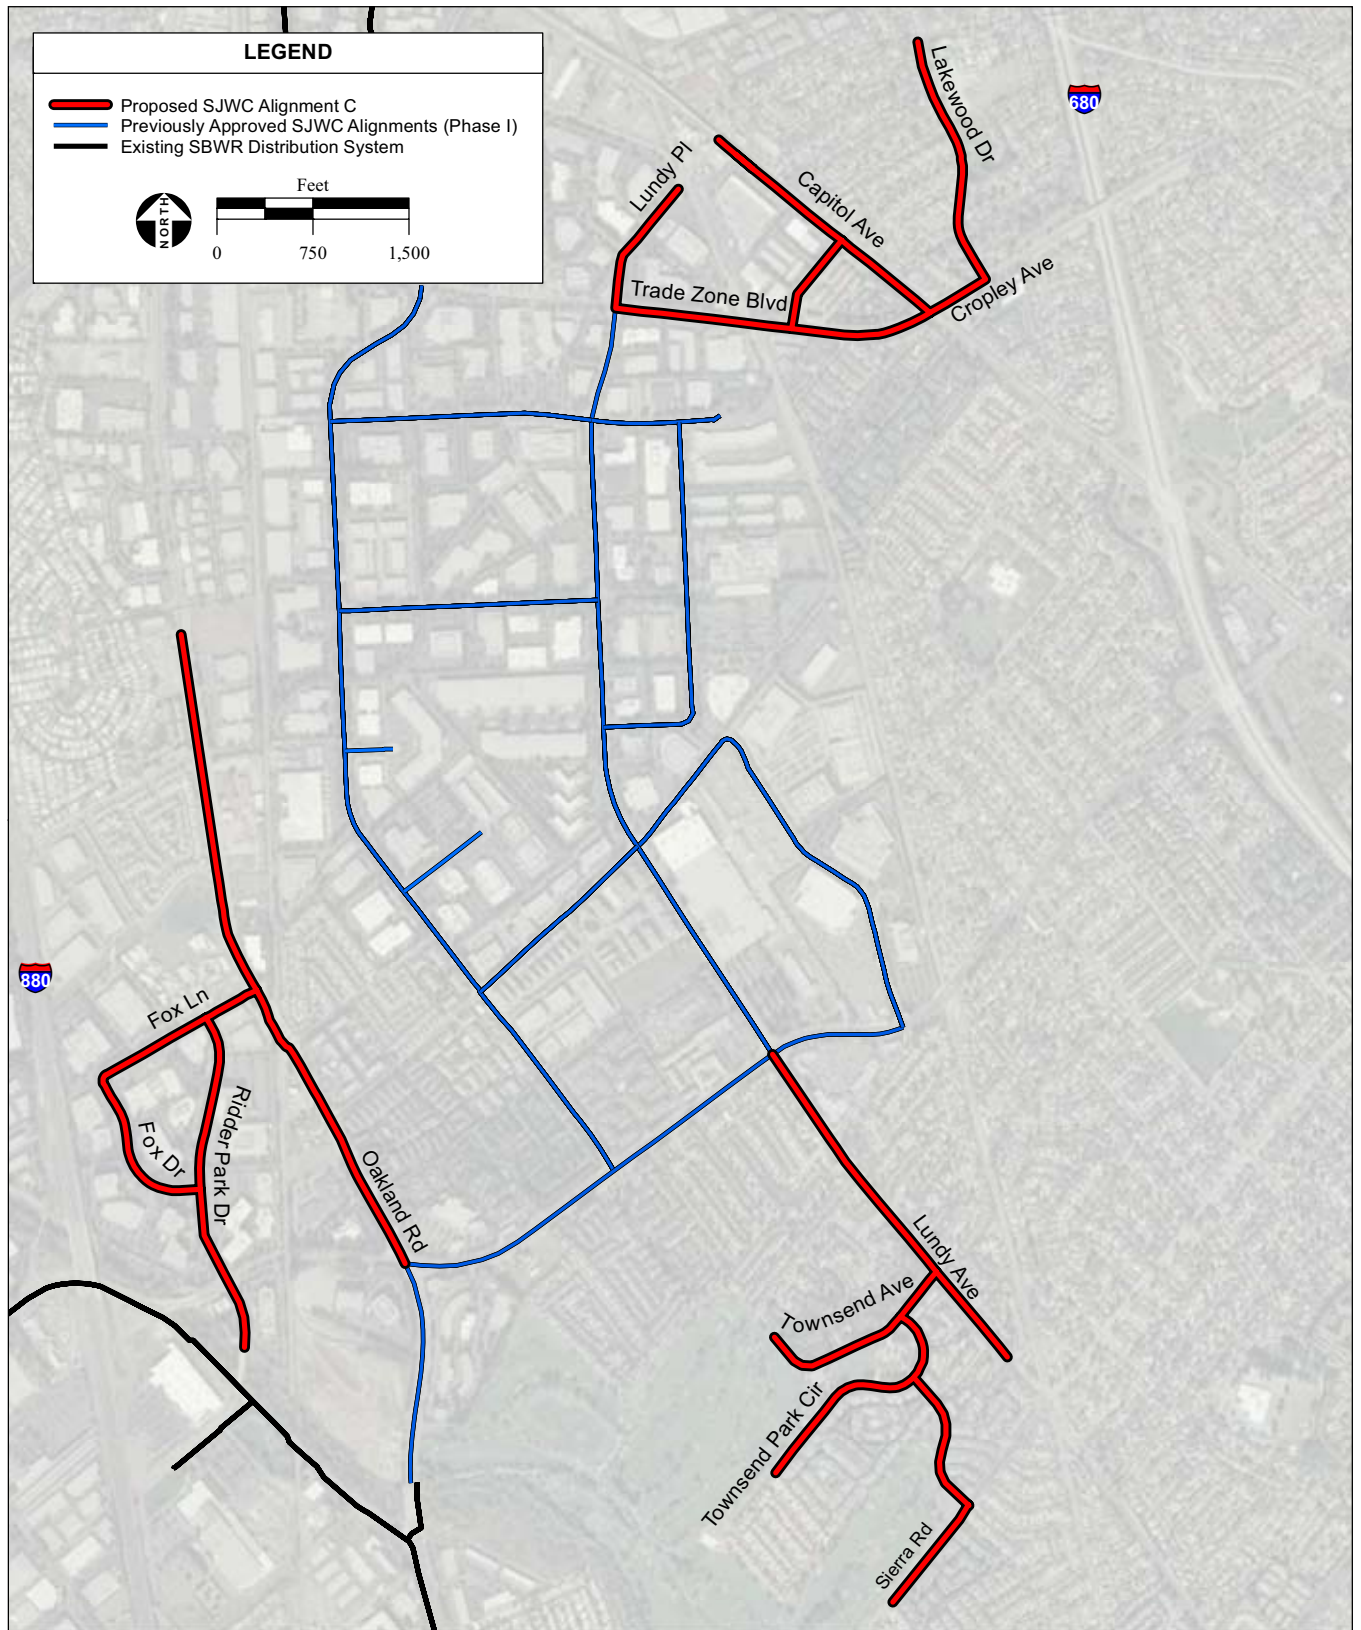 LEGEND
Proposed SJWC Alignment C
Previously Approved SJWC Alignments (Phase I)
Existing SBWR Distribution System
NORTH
Feet
0 750 1,500
680
Lakewood Dr
Lundy Pl
Capitol Ave
Trade Zone Blvd
Cropley Ave
880
Fox Ln
Ridder Park Dr
Fox Dr
Oakland Rd
Lundy Ave
Townsend Ave
Townsend Park Cir
Sierra Rd